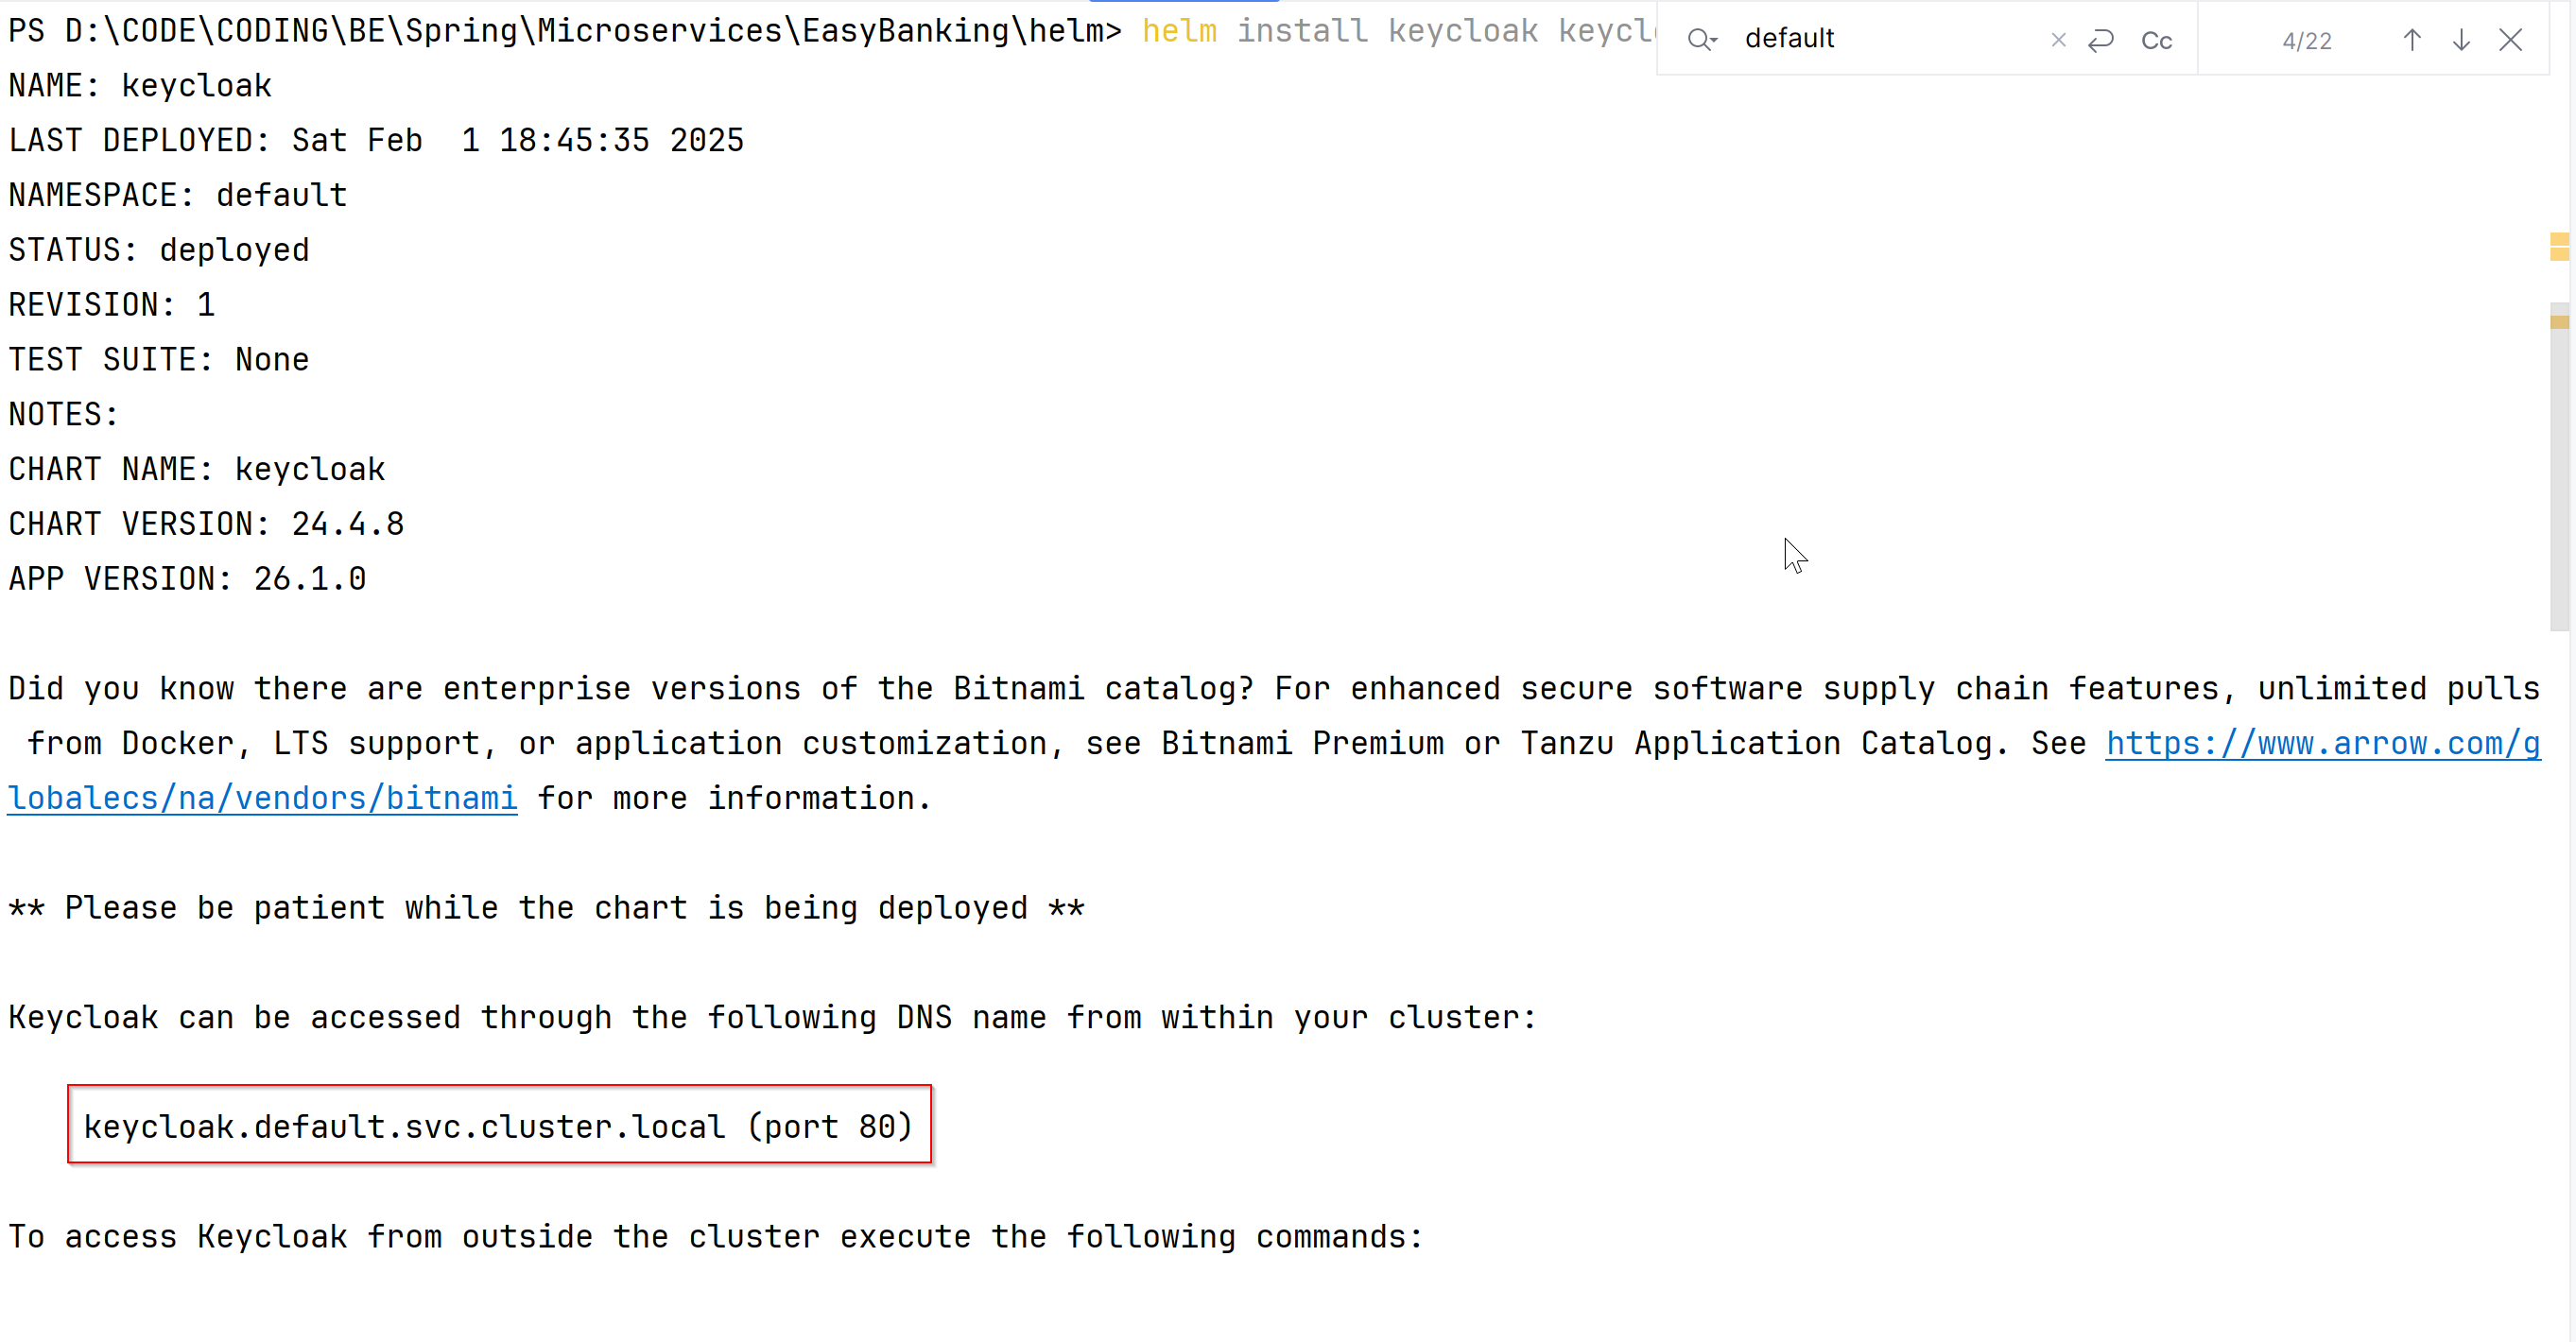 PS D:\CODE\CODING\BE\Spring\Microservices\EasyBanking\helm> helm install keycloak
default
Cc
4/22
NAME: keycloak
LAST DEPLOYED: Sat Feb  1 18:45:35 2025
NAMESPACE: default
STATUS: deployed
REVISION: 1
TEST SUITE: None
NOTES:
CHART NAME: keycloak
CHART VERSION: 24.4.8
APP VERSION: 26.1.0
Did you know there are enterprise versions of the Bitnami catalog? For enhanced secure software supply chain features, unlimited pulls
from Docker, LTS support, or application customization, see Bitnami Premium or Tanzu Application Catalog. See https://www.arrow.com/g
lobalecs/na/vendors/bitnami for more information.
** Please be patient while the chart is being deployed **
Keycloak can be accessed through the following DNS name from within your cluster:
keycloak.default.svc.cluster.local (port 80)
To access Keycloak from outside the cluster execute the following commands: